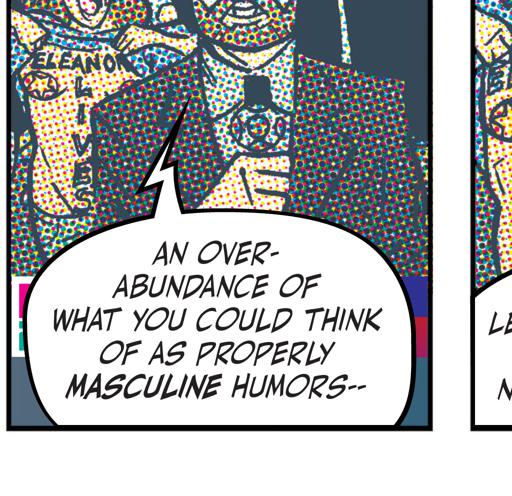 ELEANOR
LIVES
AN OVER-
ABUNDANCE OF
WHAT YOU COULD THINK
OF AS PROPERLY
MASCULINE HUMORS--